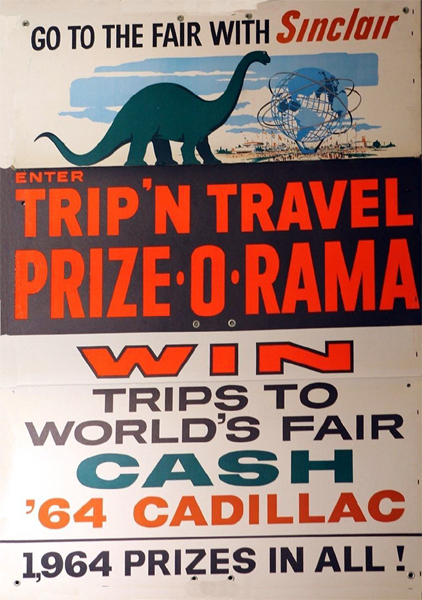 GO TO THE FAIR WITH Sinclair
ENTER
TRIP'N TRAVEL
PRIZE·O·RAMA
WIN
TRIPS TO
WORLD'S FAIR
CASH
'64 CADILLAC
1,964 PRIZES IN ALL!